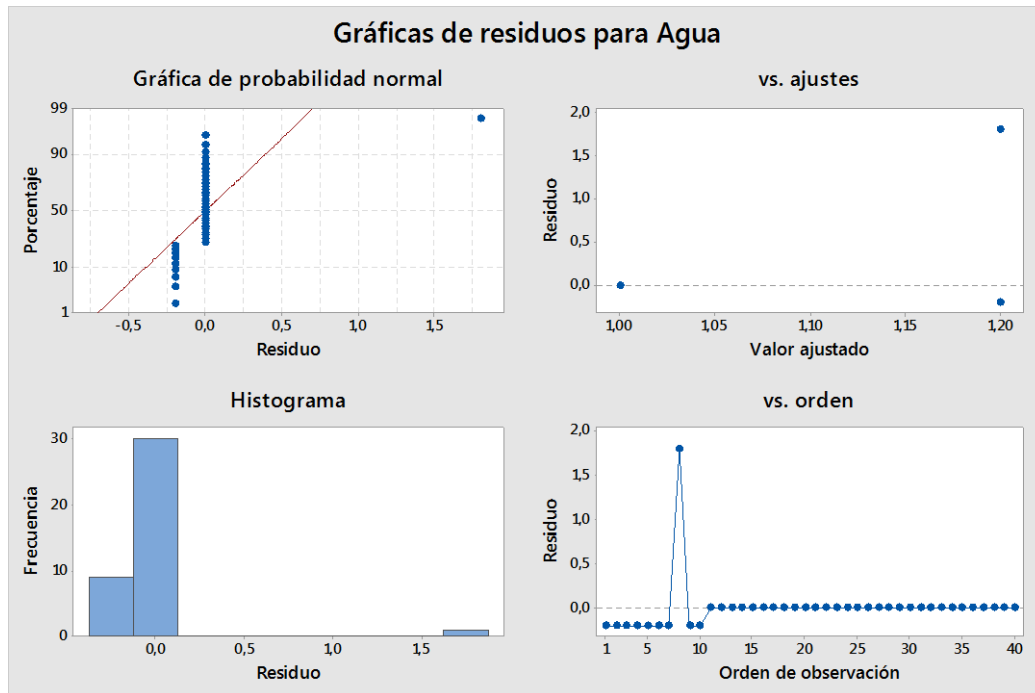 Gráficas de residuos para Agua
Gráfica de probabilidad normal
99
90
50
10
1
Porcentaje
-0,5 0,0 0,5 1,0 1,5
Residuo
vs. ajustes
2,0
1,5
1,0
0,5
0,0
Residuo
1,00 1,05 1,10 1,15 1,20
Valor ajustado
Histograma
30
20
10
0
Frecuencia
0,0 0,5 1,0 1,5
Residuo
vs. orden
2,0
1,5
1,0
0,5
0,0
Residuo
1 5 10 15 20 25 30 35 40
Orden de observación